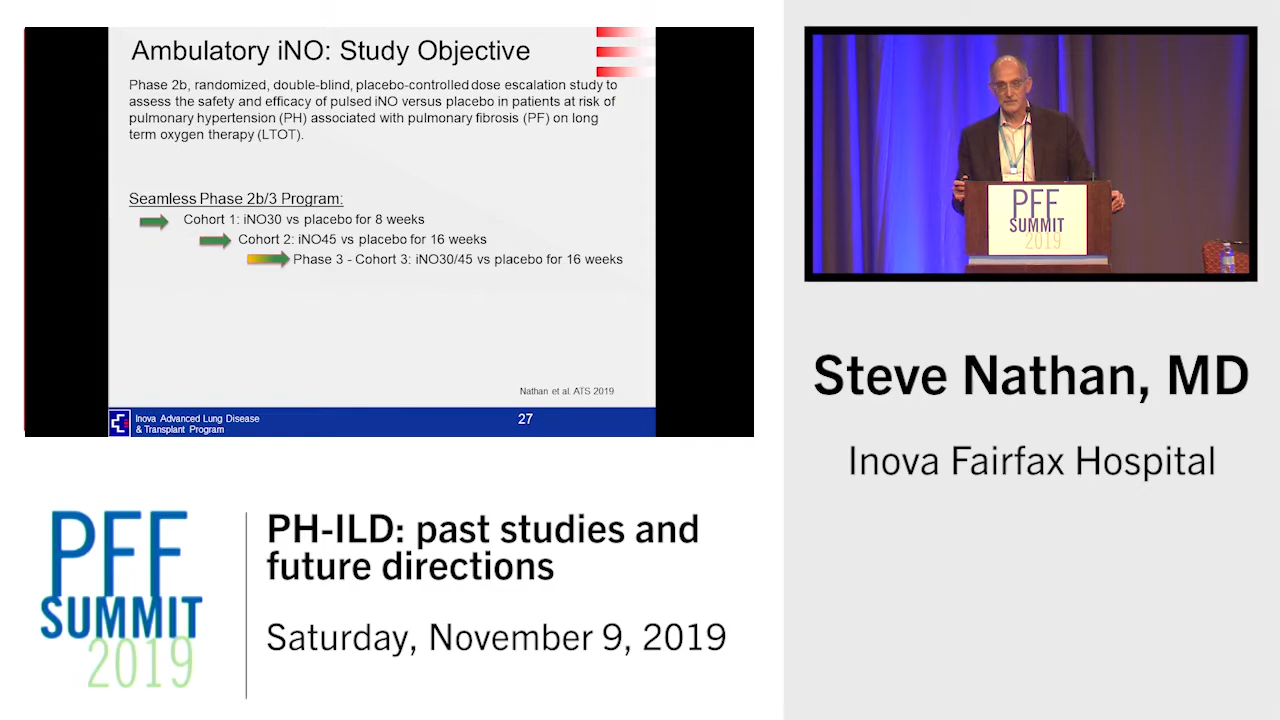 Ambulatory iNO: Study Objective
Phase 2b, randomized, double-blind, placebo-controlled dose escalation study to
assess the safety and efficacy of pulsed iNO versus placebo in patients at risk of
pulmonary hypertension (PH) associated with pulmonary fibrosis (PF) on long
term oxygen therapy (LTOT).
Seamless Phase 2b/3 Program:
Cohort 1: iNO30 vs placebo for 8 weeks
Cohort 2: iNO45 vs placebo for 16 weeks
Phase 3 - Cohort 3: iNO30/45 vs placebo for 16 weeks
Nathan et al. ATS 2019
Inova Advanced Lung Disease
& Transplant Program
27
PFF
SUMMIT
2019
Steve Nathan, MD
Inova Fairfax Hospital
PFF
SUMMIT
2019
PH-ILD: past studies and
future directions
Saturday, November 9, 2019